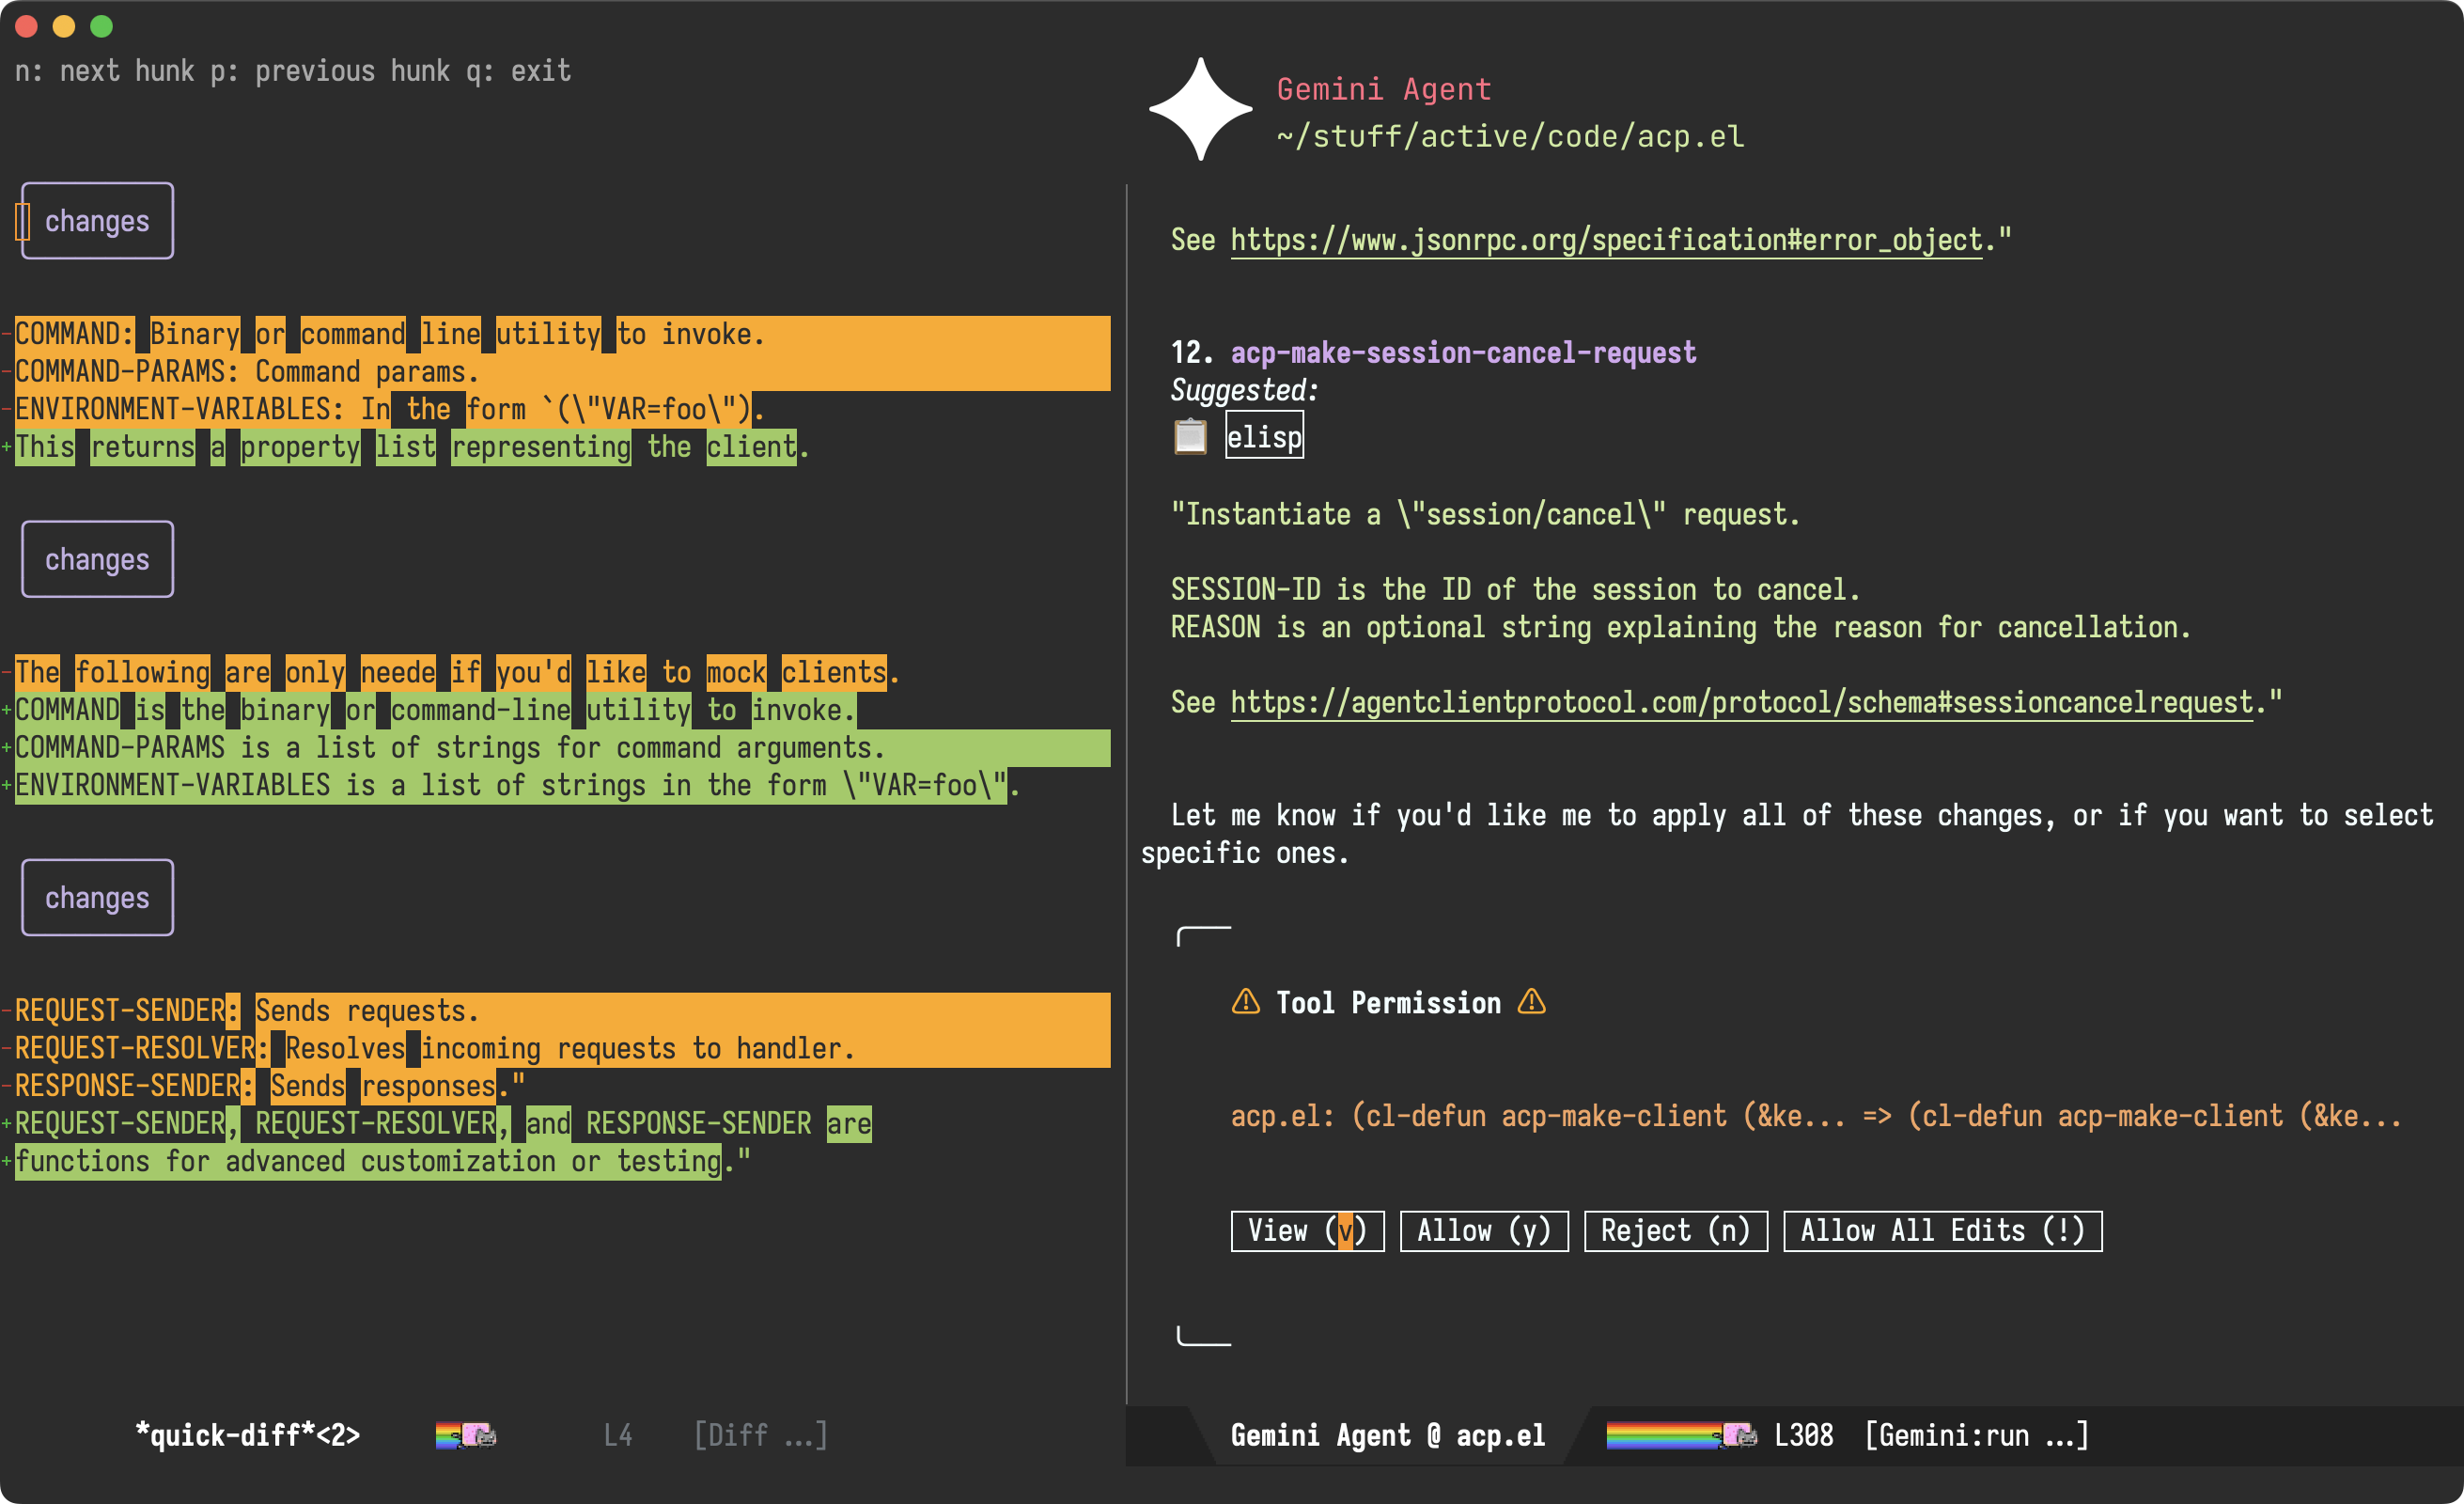 n: next hunk p: previous hunk q: exit
changes
-COMMAND: Binary or command line utility to invoke.
-COMMAND-PARAMS: Command params.
-ENVIRONMENT-VARIABLES: In the form `(\"VAR=foo\").
+This returns a property list representing the client.
changes
-The following are only neede if you'd like to mock clients.
+COMMAND is the binary or command-line utility to invoke.
+COMMAND-PARAMS is a list of strings for command arguments.
+ENVIRONMENT-VARIABLES is a list of strings in the form \"VAR=foo\".
changes
-REQUEST-SENDER: Sends requests.
-REQUEST-RESOLVER: Resolves incoming requests to handler.
-RESPONSE-SENDER: Sends responses."
+REQUEST-SENDER, REQUEST-RESOLVER, and RESPONSE-SENDER are
+functions for advanced customization or testing."
*quick-diff*<2> L4 [Diff ...]
Gemini Agent
~/stuff/active/code/acp.el
See https://www.jsonrpc.org/specification#error_object."
12. acp-make-session-cancel-request
Suggested:
elisp
"Instantiate a \"session/cancel\" request.
SESSION-ID is the ID of the session to cancel.
REASON is an optional string explaining the reason for cancellation.
See https://agentclientprotocol.com/protocol/schema#sessioncancelrequest."
Let me know if you'd like me to apply all of these changes, or if you want to select
specific ones.
Tool Permission
acp.el: (cl-defun acp-make-client (&ke... => (cl-defun acp-make-client (&ke...
View (v) Allow (y) Reject (n) Allow All Edits (!)
Gemini Agent @ acp.el L308 [Gemini:run ...]